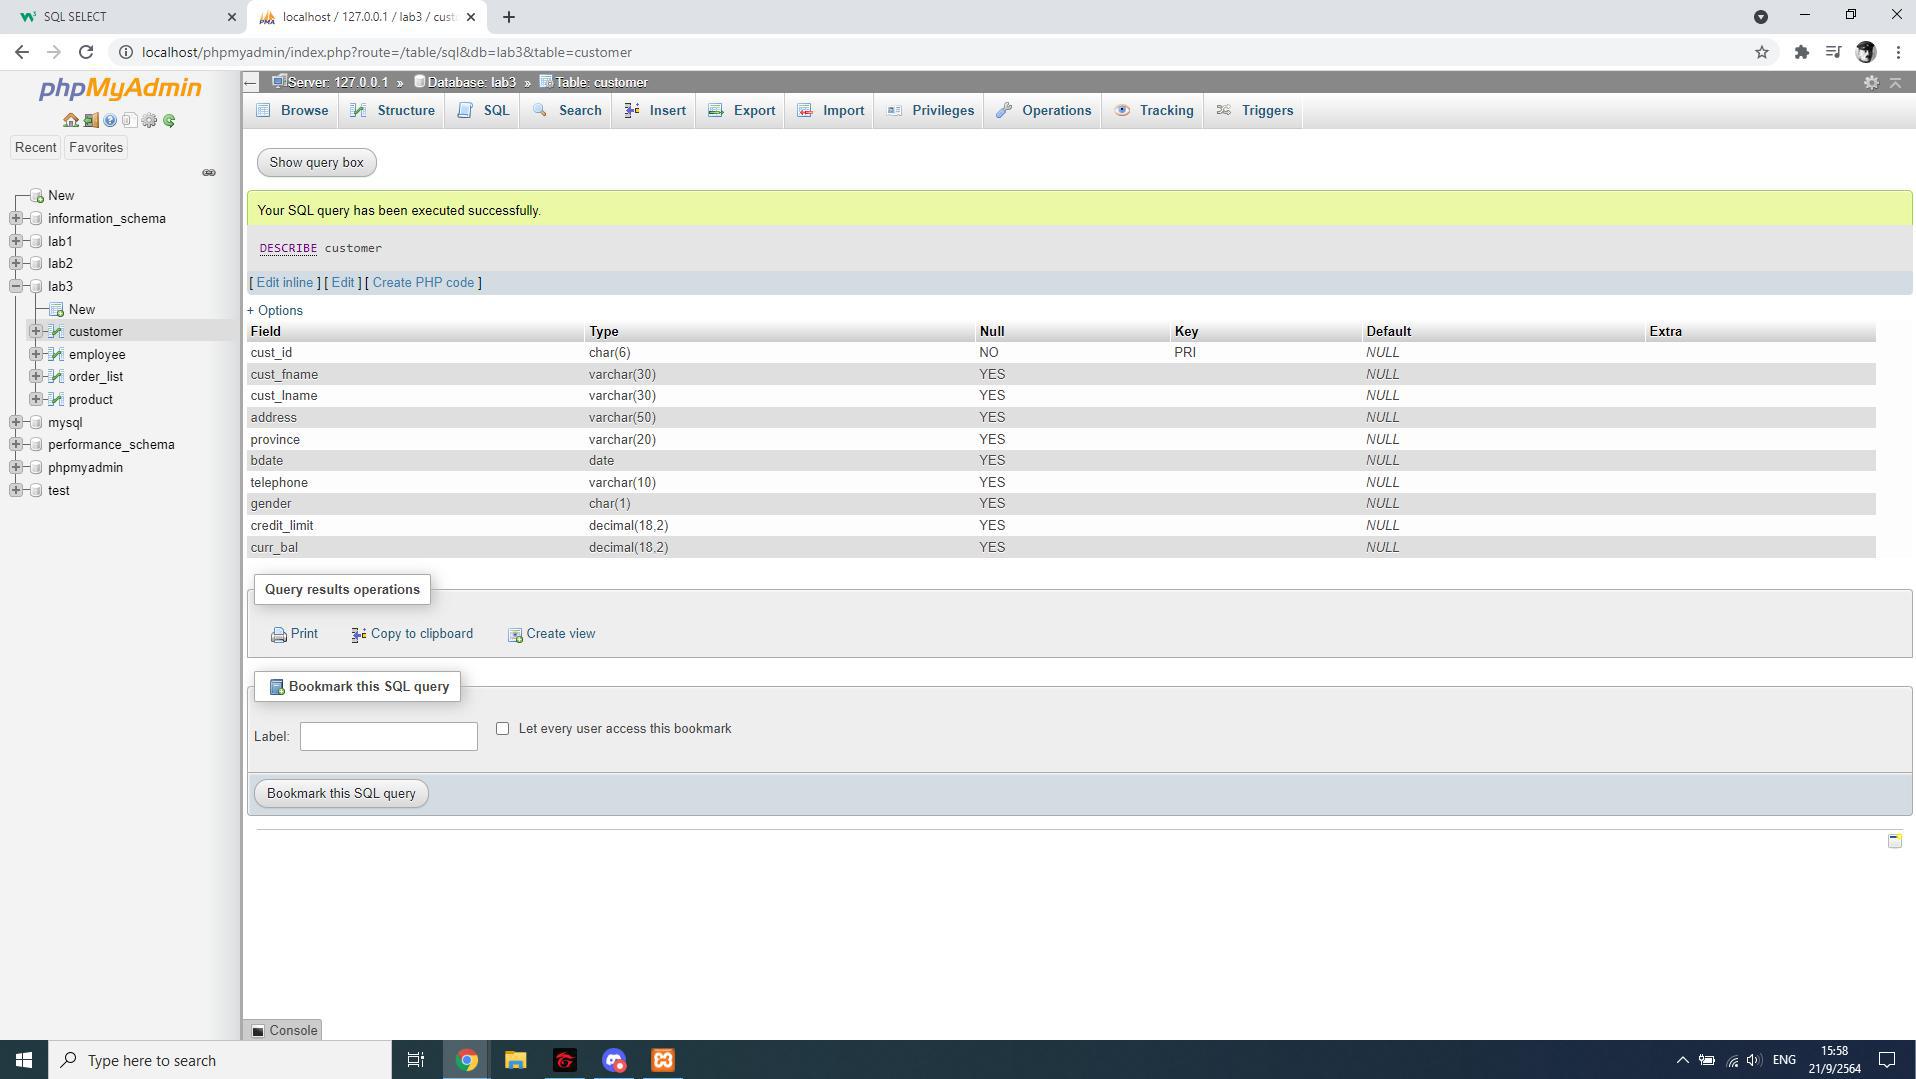 SQL SELECT
localhost / 127.0.0.1 / lab3 / cust
localhost/phpmyadmin/index.php?route=/table/sql&db=lab3&table=customer
phpMyAdmin
Recent Favorites
New
information_schema
lab1
lab2
lab3
New
customer
employee
order_list
product
mysql
performance_schema
phpmyadmin
test
Server: 127.0.0.1 » Database: lab3 » Table: customer
Browse Structure SQL Search Insert Export Import Privileges Operations Tracking Triggers
Show query box
Your SQL query has been executed successfully.
DESCRIBE customer
[ Edit inline ] [ Edit ] [ Create PHP code ]
+ Options
Field Type Null Key Default Extra
cust_id char(6) NO PRI NULL
cust_fname varchar(30) YES NULL
cust_lname varchar(30) YES NULL
address varchar(50) YES NULL
province varchar(20) YES NULL
bdate date YES NULL
telephone varchar(10) YES NULL
gender char(1) YES NULL
credit_limit decimal(18,2) YES NULL
curr_bal decimal(18,2) YES NULL
Query results operations
Print Copy to clipboard Create view
Bookmark this SQL query
Label: Let every user access this bookmark
Bookmark this SQL query
Console
Type here to search
ENG
15:58
21/9/2564